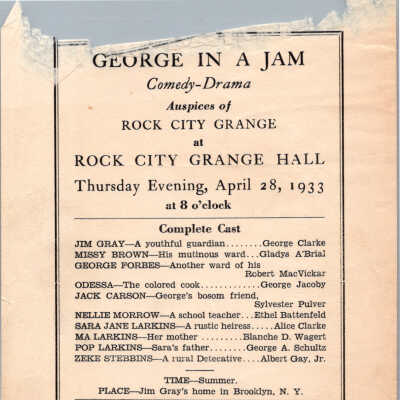 GEORGE IN A JAM
Comedy-Drama
Auspices of
ROCK CITY GRANGE
at
ROCK CITY GRANGE HALL
Thursday Evening, April 28, 1933
at 8 o'clock
Complete Cast
JIM GRAY—A youthful guardian........George Clarke
MISSY BROWN—His mutinous ward...Gladys A'Brial
GEORGE FORBES—Another ward of his
Robert MacVickar
ODESSA—The colored cook.............George Jacoby
JACK CARSON—George's bosom friend,
Sylvester Pulver
NELLIE MORROW—A school teacher...Ethel Battenfeld
SARA JANE LARKINS—A rustic heiress.....Alice Clarke
MA LARKINS—Her mother .........Blanche D. Wagert
POP LARKINS—Sara's father......George A. Schultz
ZEKE STEBBINS—A rural Detecative....Albert Gay, Jr.
TIME—Summer.
PLACE—Jim Gray's home in Brooklyn, N. Y.